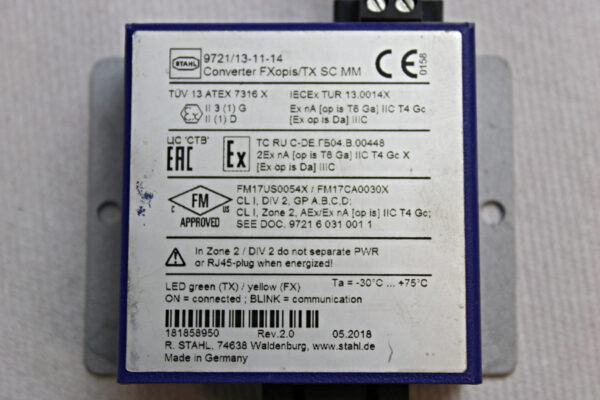 STAHL
9721/13-11-14
Converter FXopis/TX SC MM
CE 0158
TÜV 13 ATEX 7316 X
IECEx TUR 13.0014X
II 3 (1) G
II (1) D
Ex nA [op is T6 Ga] IIC T4 Gc
[Ex op is Da] IIIC
ЦС "СТВ"
EAC
Ex
TC RU C-DE.ГБ04.B.00448
2Ex nA [op is T6 Ga] IIC T4 Gc X
[Ex op is Da] IIIC
C FM US
APPROVED
FM17US0054X / FM17CA0030X
CL I, DIV 2, GP A.B.C.D;
CL I, Zone 2, AEx/Ex nA [op is] IIC T4 Gc;
SEE DOC. 9721 6 031 001 1
In Zone 2 / DIV 2 do not separate PWR
or RJ45-plug when energized!
LED green (TX) / yellow (FX)
Ta = -30°C ... +75°C
ON = connected ; BLINK = communication
181858950
Rev.2.0
05.2018
R. STAHL, 74638 Waldenburg, www.stahl.de
Made in Germany